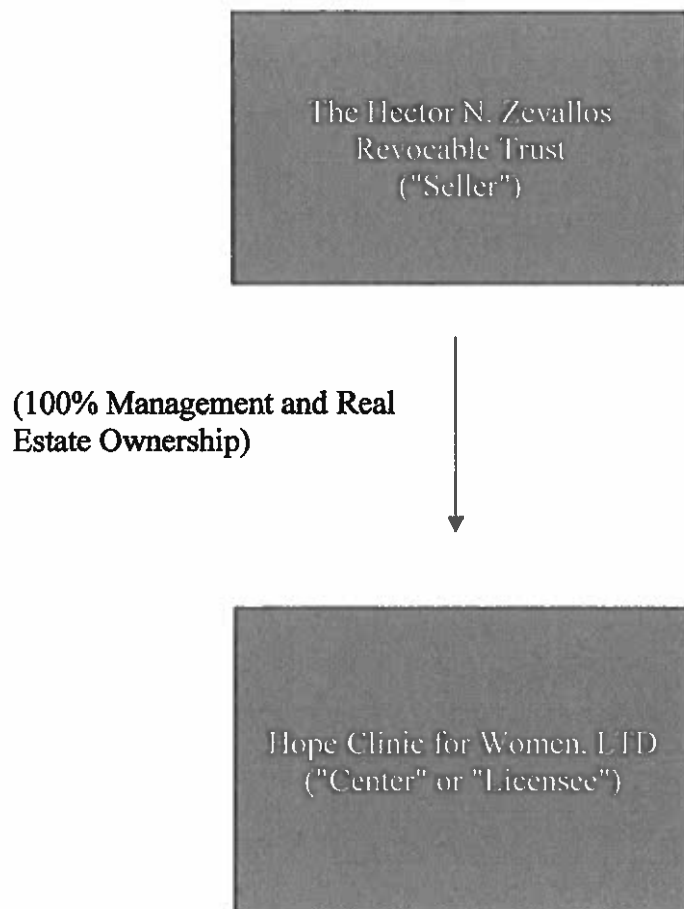 The Hector N. Zevallos
Revocable Trust
("Seller")
(100% Management and Real
Estate Ownership)
Hope Clinic for Women, LTD
("Center" or "Licensee")